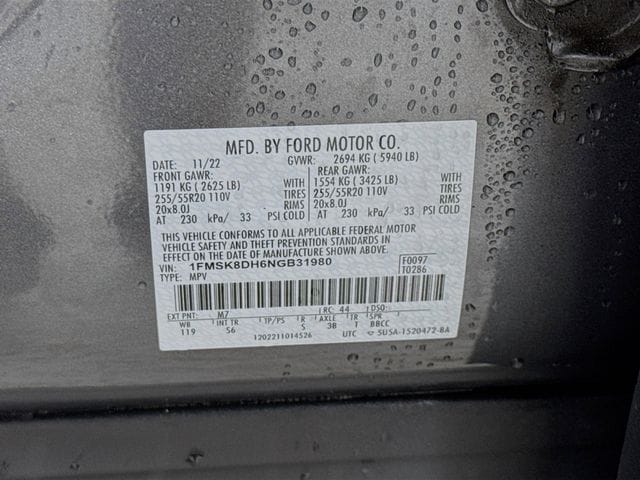 MFD. BY FORD MOTOR CO.
DATE: 11/22 GVWR: 2694 KG ( 5940 LB)
FRONT GAWR: REAR GAWR:
1191 KG ( 2625 LB) WITH 1554 KG ( 3425 LB) WITH
255/55R20 110V TIRES 255/55R20 110V TIRES
20x8.0J RIMS 20x8.0J RIMS
AT 230 kPa/ 33 PSI COLD AT 230 kPa/ 33 PSI COLD
THIS VEHICLE CONFORMS TO ALL APPLICABLE FEDERAL MOTOR
VEHICLE SAFETY AND THEFT PREVENTION STANDARDS IN EFFECT ON
THE DATE OF MANUFACTURE SHOWN ABOVE.
VIN: 1FMSK8DH6NGB31980 F0097
TYPE: MPV T0286
EXT PNT: M7 RC: 44 DSO:
WB INT TR TP/PS R AXLE TR SPR
119 S6 S 3B T BBCC
1202211014526 UTC 5U5A-1520472-BA